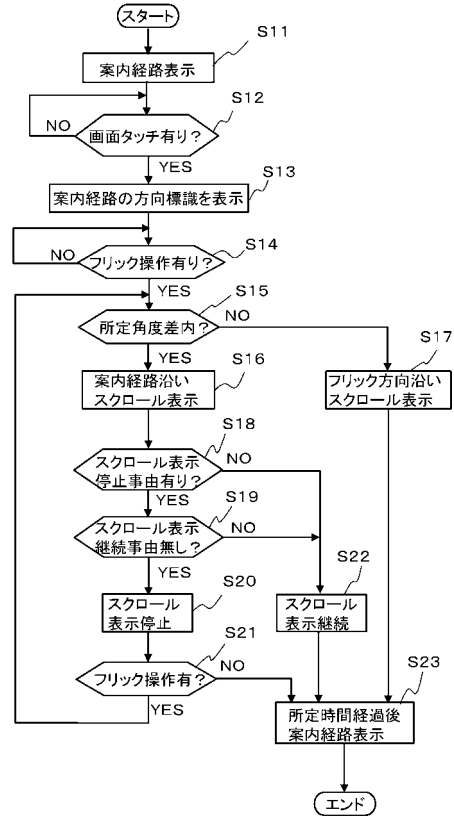 スタート
S11
案内経路表示
S12
NO
画面タッチ有り?
YES
S13
案内経路の方向標識を表示
S14
NO
フリック操作有り?
YES
S15
所定角度差内?
NO
YES
S16
S17
案内経路沿い
スクロール表示
フリック方向沿い
スクロール表示
S18
スクロール表示
停止事由有り?
NO
YES
S19
スクロール表示
継続事由無し?
NO
YES
S20
S22
スクロール
表示停止
スクロール
表示継続
S21
フリック操作有?
NO
S23
YES
所定時間経過後
案内経路表示
エンド